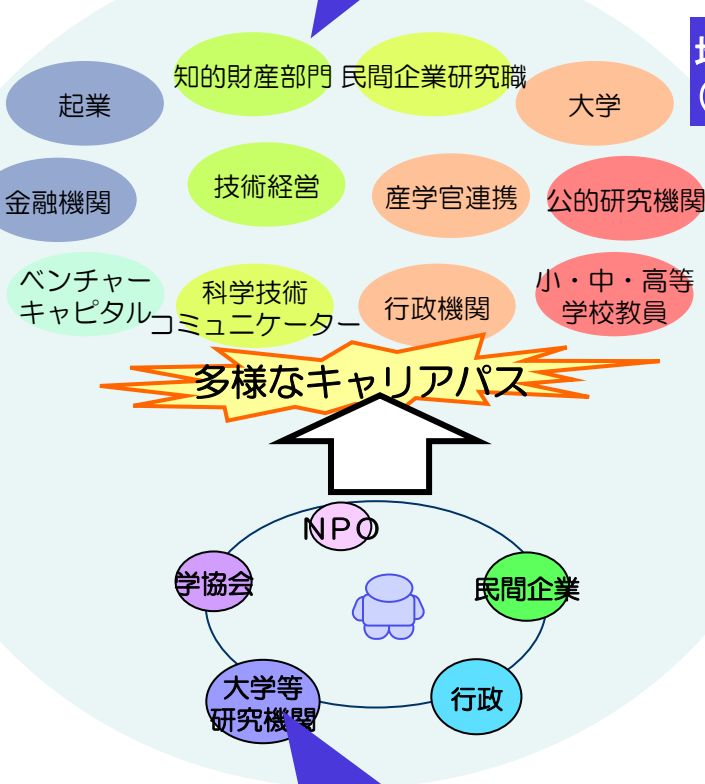 知的財産部門
民間企業研究職
起業
大学
技術経営
産学官連携
金融機関
公的研究機関
ベンチャー
キャピタル
科学技術
コミュニケーター
行政機関
小・中・高等
学校教員
多様なキャリアパス
NPO
学協会
民間企業
大学等
研究機関
行政